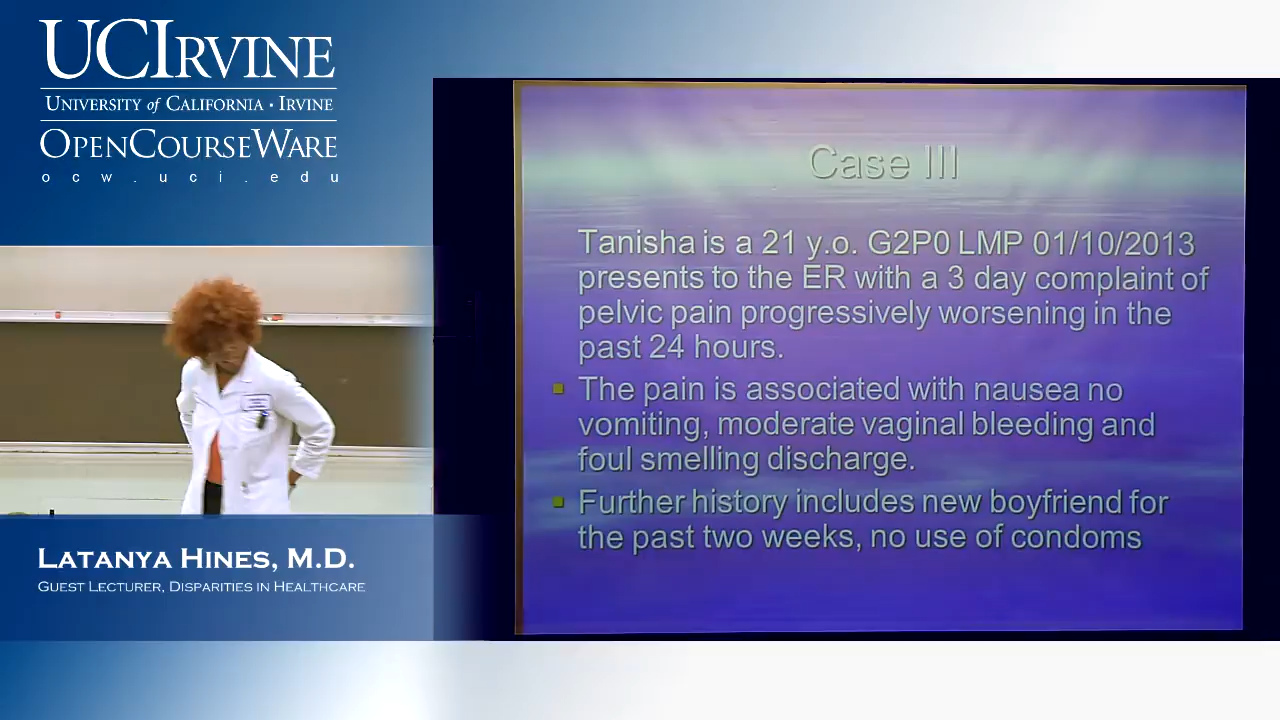 UCIRVINE
UNIVERSITY of CALIFORNIA · IRVINE
OPENCOURSEWARE
ocw.uci.edu
LATANYA HINES, M.D.
GUEST LECTURER, DISPARITIES IN HEALTHCARE
Case III
Tanisha is a 21 y.o. G2P0 LMP 01/10/2013
presents to the ER with a 3 day complaint of
pelvic pain progressively worsening in the
past 24 hours.
The pain is associated with nausea no
vomiting, moderate vaginal bleeding and
foul smelling discharge.
Further history includes new boyfriend for
the past two weeks, no use of condoms